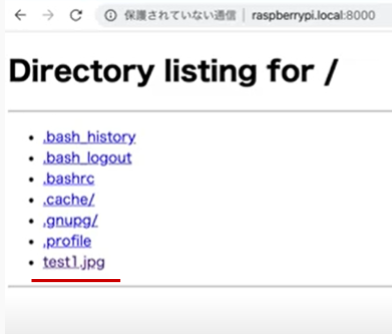 保護されていない通信 | raspberrypi.local:8000
Directory listing for /
.bash_history
.bash_logout
.bashrc
.cache/
.gnupg/
.profile
test1.jpg